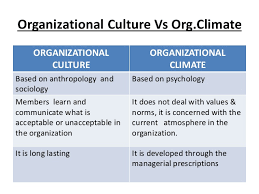 Organizational Culture Vs Org.Climate
ORGANIZATIONAL
CULTURE
ORGANIZATIONAL
CLIMATE
Based on anthropology and
sociology
Based on psychology
Members learn and
communicate what is
acceptable or unacceptable in
the organization
It does not deal with values &
norms, it is concerned with the
current atmosphere in the
organization.
It is long lasting
It is developed through the
managerial prescriptions